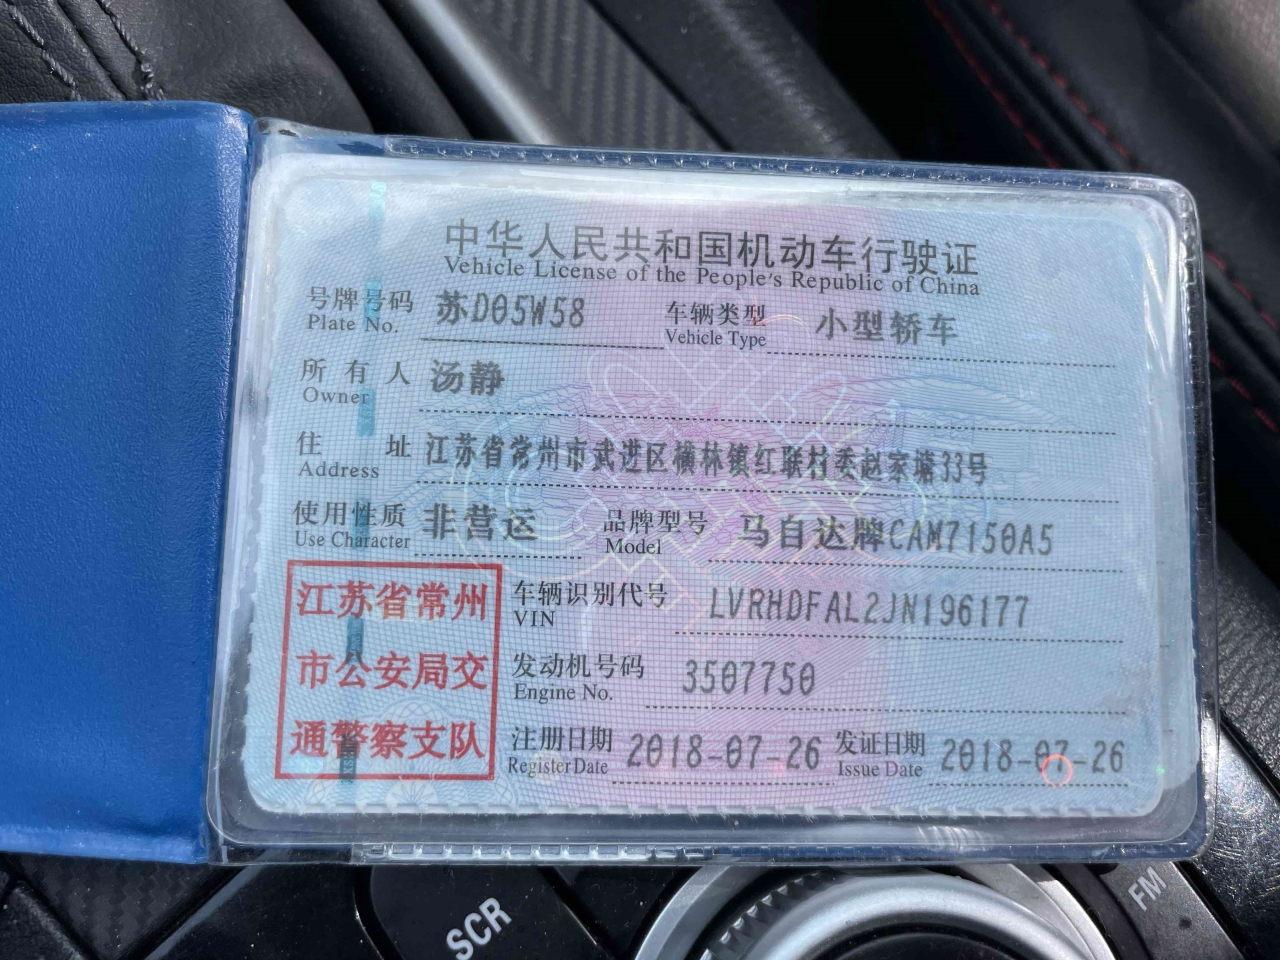 中华人民共和国机动车行驶证
Vehicle License of the People's Republic of China
号牌号码 苏D05W58 车辆类型 小型轿车
Plate No. Vehicle Type
所有人 汤静
Owner
住址 江苏省常州市武进区横林镇红联村委赵家塘33号
Address
使用性质 非营运 品牌型号 马自达牌CAM7150A5
Use Character Model
江苏省常州
市公安局交
通警察支队
车辆识别代号 LVRHDFAL2JN196177
VIN
发动机号码 3507750
Engine No.
注册日期 2018-07-26 发证日期 2018-07-26
Register Date Issue Date
SCR
FM